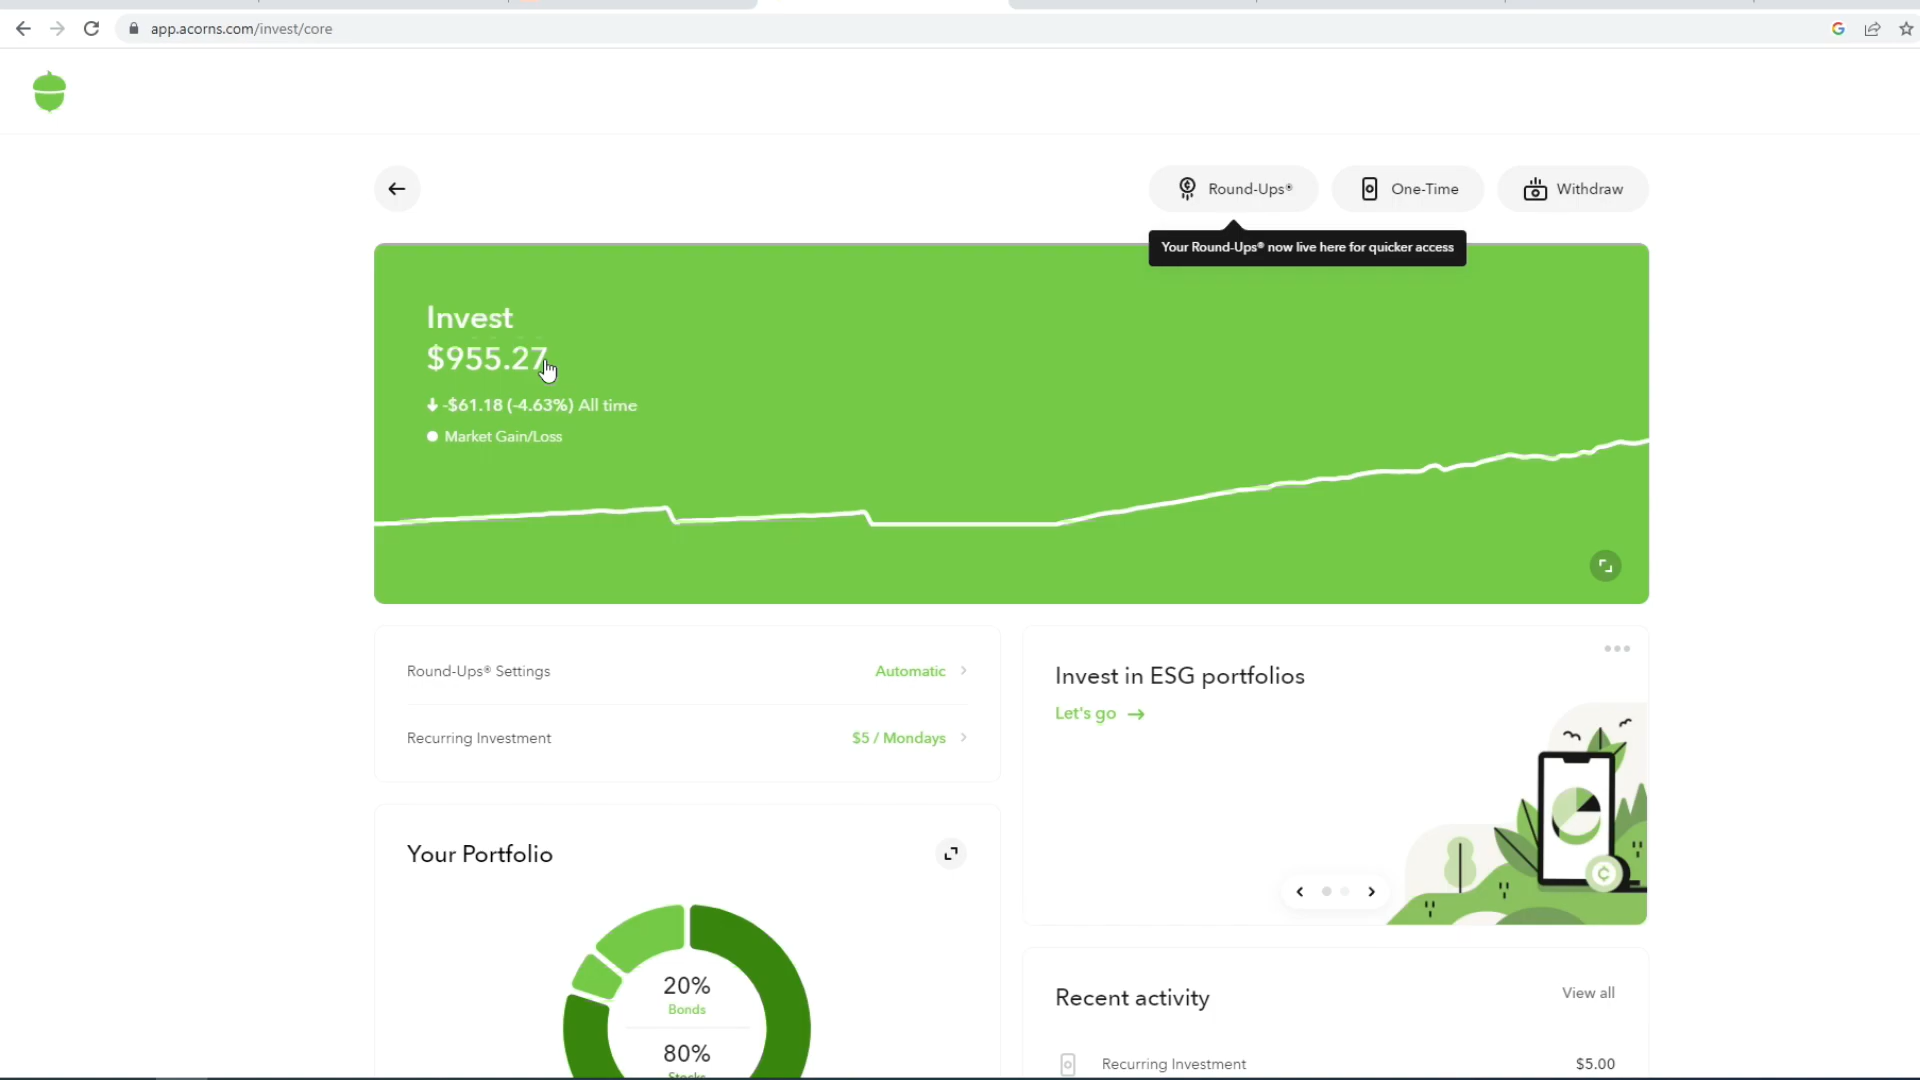 app.acorns.com/invest/core
Round-Ups®
One-Time
Withdraw
Your Round-Ups® now live here for quicker access
Invest
$955.27
-$61.18 (-4.63%) All time
Market Gain/Loss
Round-Ups® Settings
Automatic
Recurring Investment
$5 / Mondays
Invest in ESG portfolios
Let's go
Your Portfolio
20%
Bonds
80%
Stocks
Recent activity
View all
Recurring Investment
$5.00